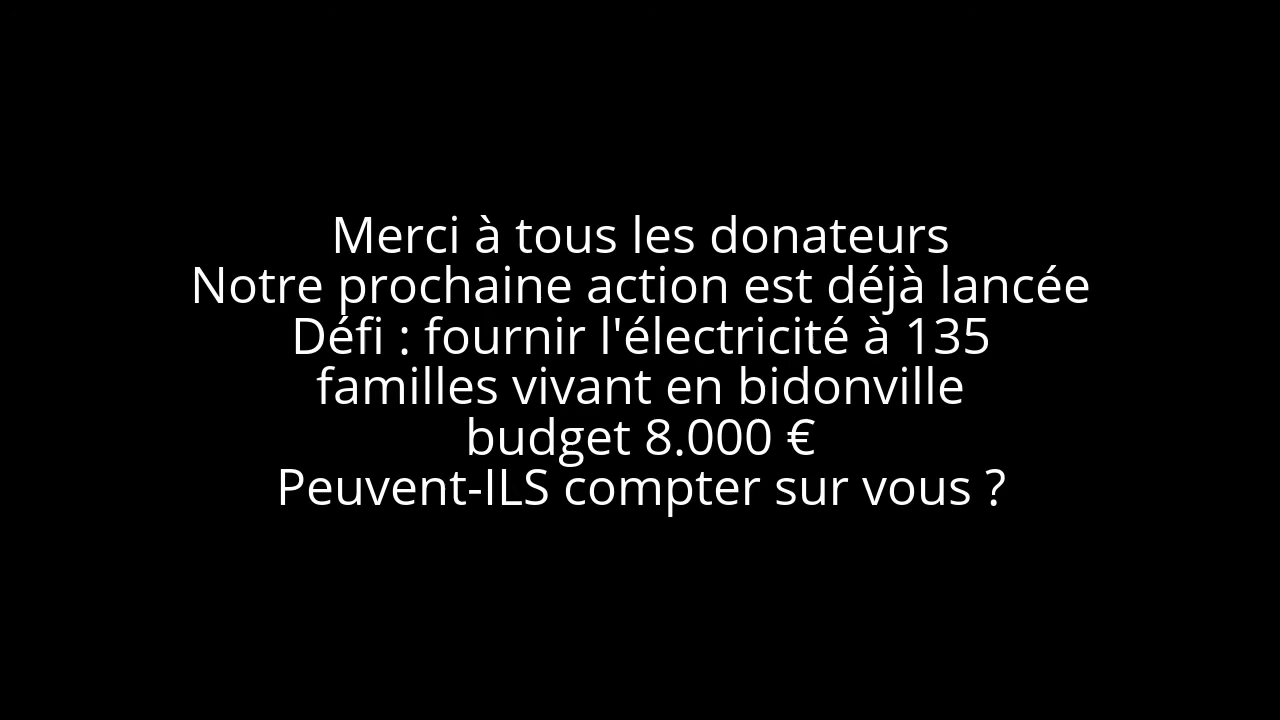 Merci à tous les donateurs
Notre prochaine action est déjà lancée
Défi : fournir l'électricité à 135
familles vivant en bidonville
budget 8.000 €
Peuvent-ILS compter sur vous ?